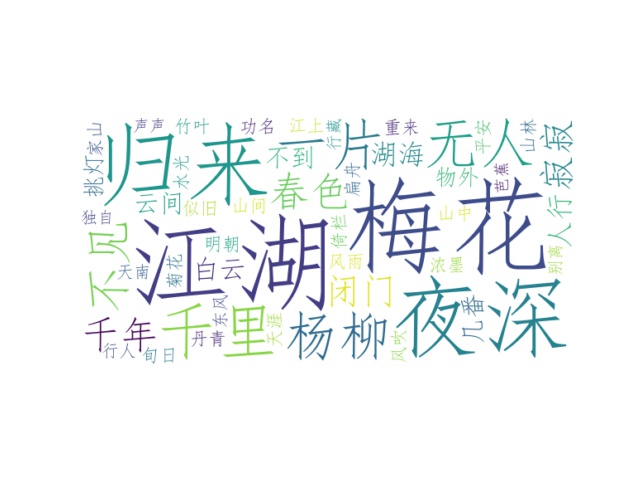 挑灯
家山
声声
竹叶
功名
江上
行藏
重来
平安
山林
归来
一片
无人
寂寂
水光
不到
湖海
扁舟
物外
芭蕉
云间
春色
独自
似旧
山间
梅花
山中
人行
不见
江湖
明朝
倚栏
天南
菊花
白云
风雨
浓墨
别离
闭门
千年
千里
东风
丹青
天涯
杨柳
夜深
几番
行人
旬日
风吹